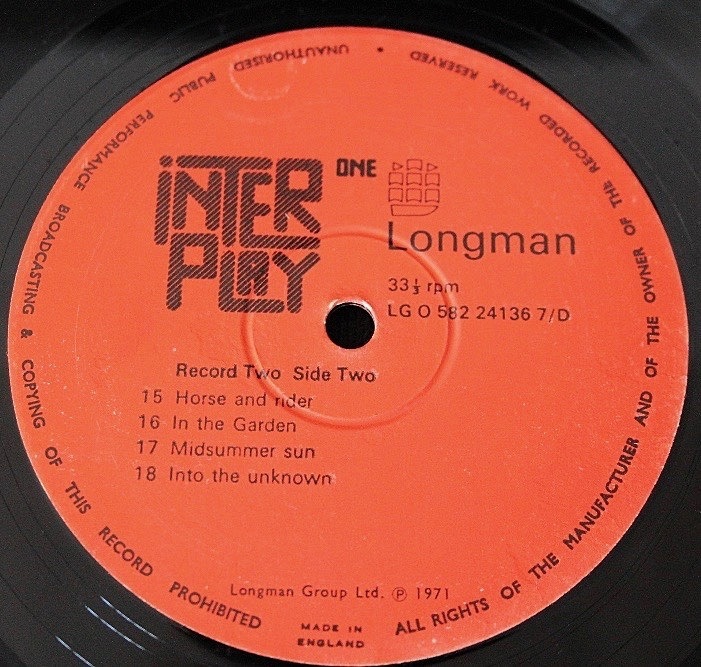 INTER
PLAY
ONE
Longman
33⅓ rpm
LG O 582 24136 7/D
Record Two Side Two
15 Horse and rider
16 In the Garden
17 Midsummer sun
18 Into the unknown
Longman Group Ltd. ℗ 1971
MADE IN
ENGLAND
ALL RIGHTS OF THE MANUFACTURER AND OF THE OWNER OF THE RECORDED WORK RESERVED • UNAUTHORISED PUBLIC PERFORMANCE BROADCASTING & COPYING OF THIS RECORD PROHIBITED